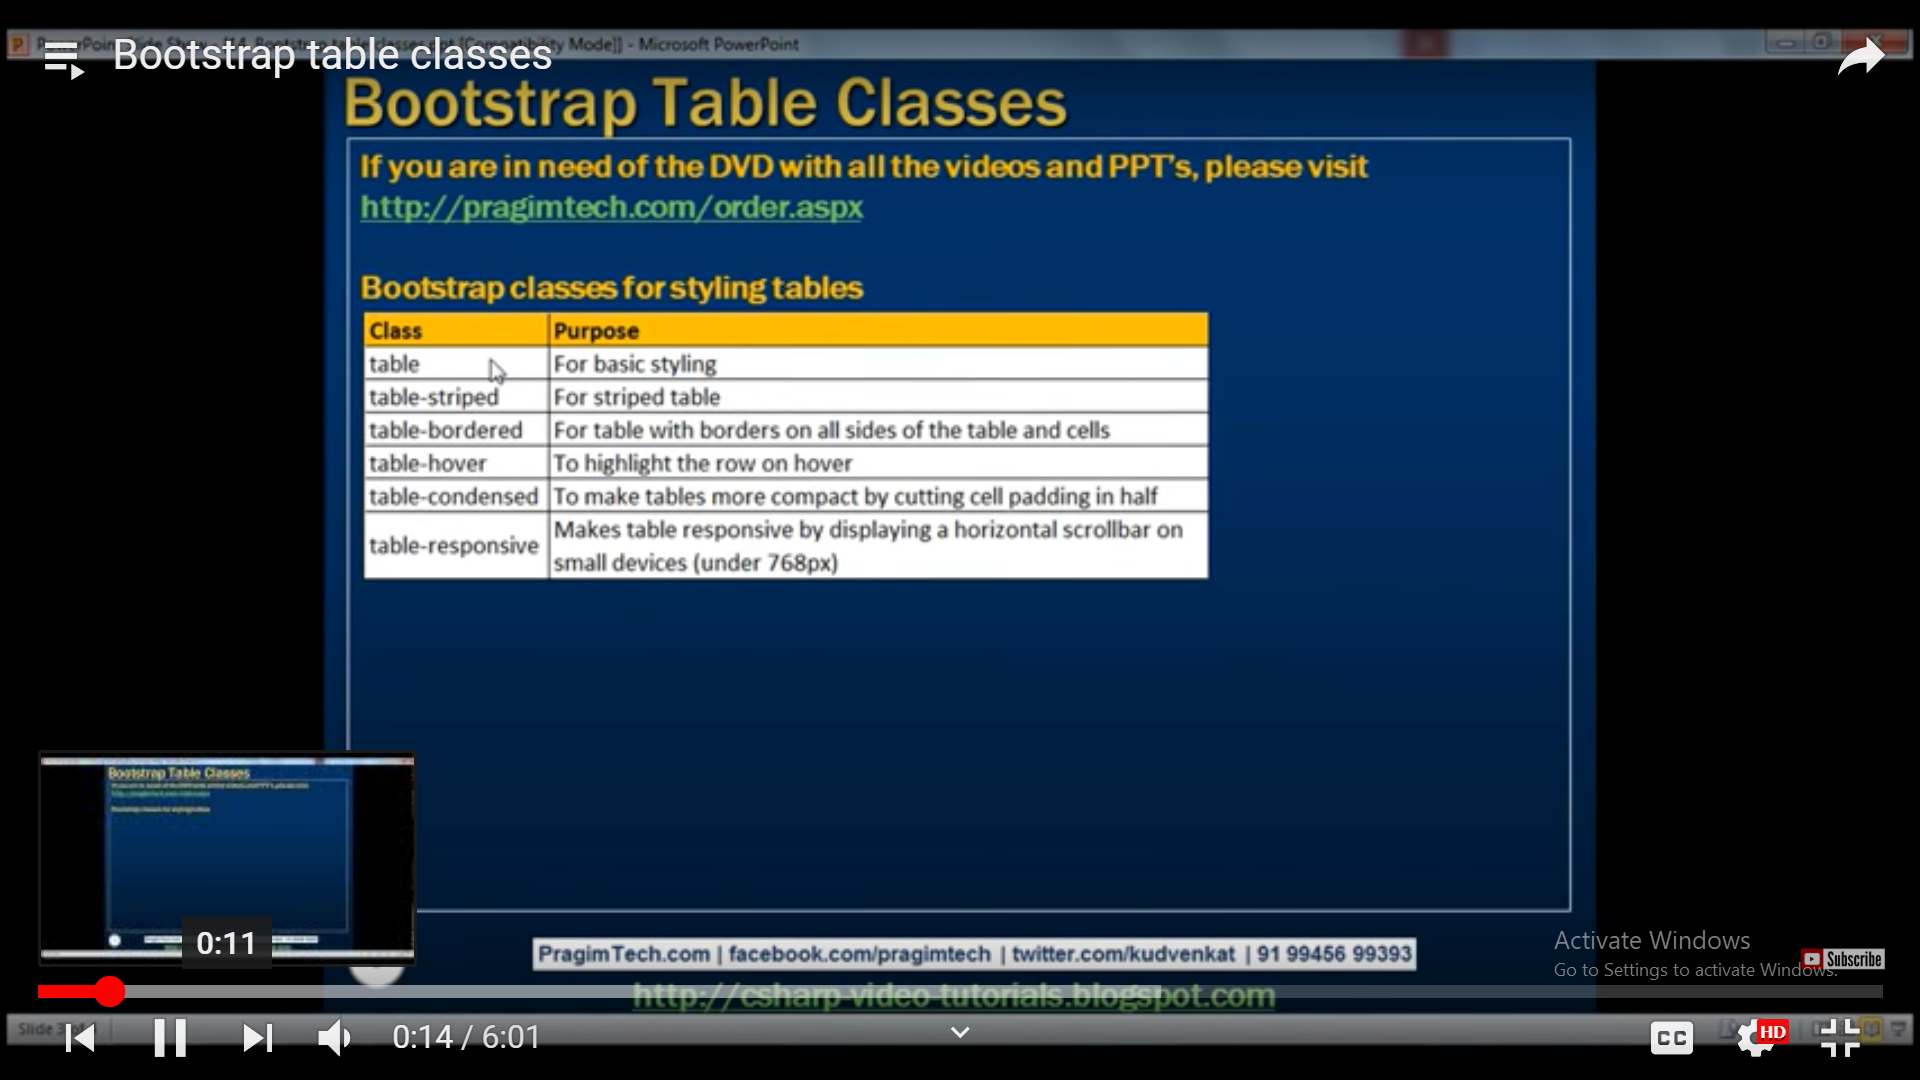 Bootstrap table classes
Microsoft PowerPoint
Bootstrap Table Classes
If you are in need of the DVD with all the videos and PPT's, please visit
http://pragimtech.com/order.aspx
Bootstrap classes for styling tables
Class Purpose
table For basic styling
table-striped For striped table
table-bordered For table with borders on all sides of the table and cells
table-hover To highlight the row on hover
table-condensed To make tables more compact by cutting cell padding in half
table-responsive Makes table responsive by displaying a horizontal scrollbar on
small devices (under 768px)
Bootstrap Table Classes
0:11
PragimTech.com | facebook.com/pragimtech | twitter.com/kudvenkat | 91 99456 99393
Activate Windows
Go to Settings to activate Windows.
Subscribe
http://csharp-video-tutorials.blogspot.com
Slide
0:14 / 6:01
CC
HD